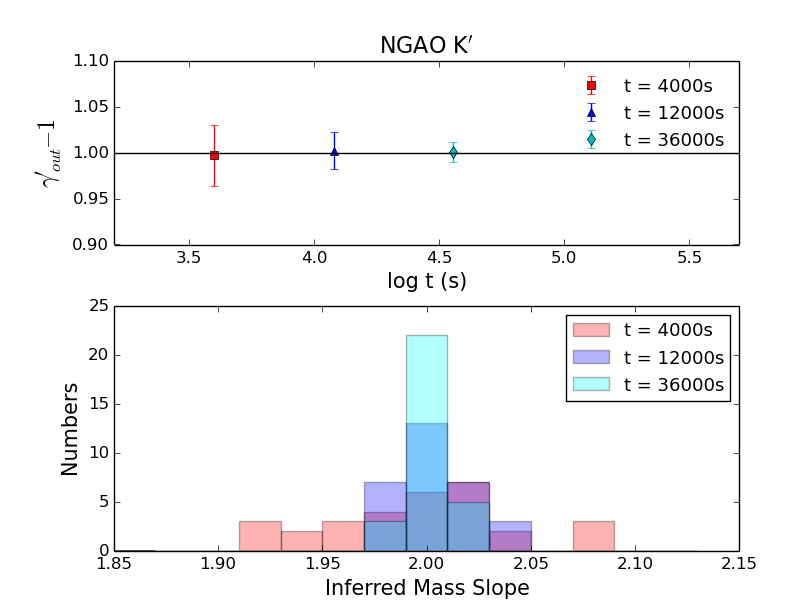 NGAO K′
1.10
1.05
1.00
0.95
0.90
γ′out−1
t = 4000s
t = 12000s
t = 36000s
3.5 4.0 4.5 5.0 5.5
log t (s)
25
20
15
10
5
0
Numbers
t = 4000s
t = 12000s
t = 36000s
1.85 1.90 1.95 2.00 2.05 2.10 2.15
Inferred Mass Slope